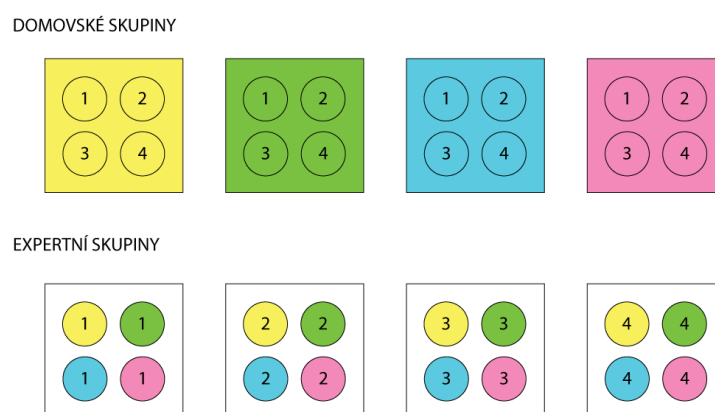 DOMOVSKÉ SKUPINY
1 2 1 2 1 2 1 2
3 4 3 4 3 4 3 4
EXPERTNÍ SKUPINY
1 1 2 2 3 3 4 4
1 1 2 2 3 3 4 4